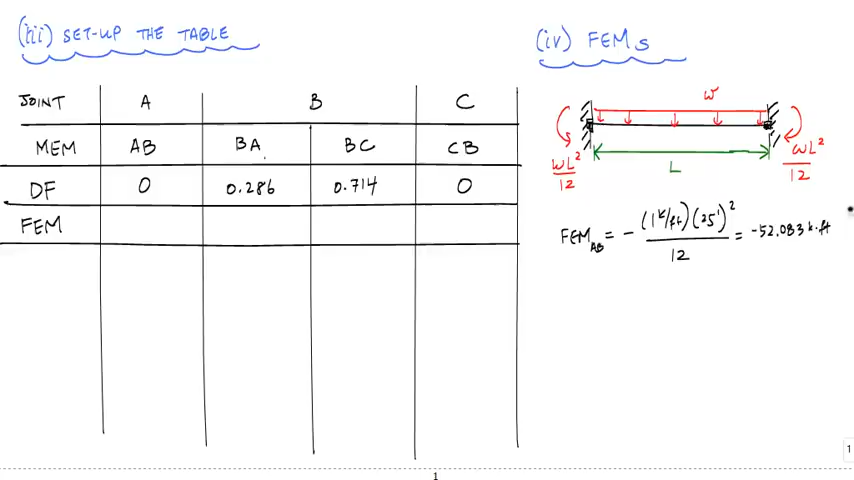 (iii) SET-UP THE TABLE
JOINT A B C
MEM AB BA BC CB
DF 0 0.286 0.714 0
FEM
(iv) FEMs
w
wL²/12 L wL²/12
FEM_AB = - (1 k/ft)(25')² / 12 = -52.083 k.ft
1
1